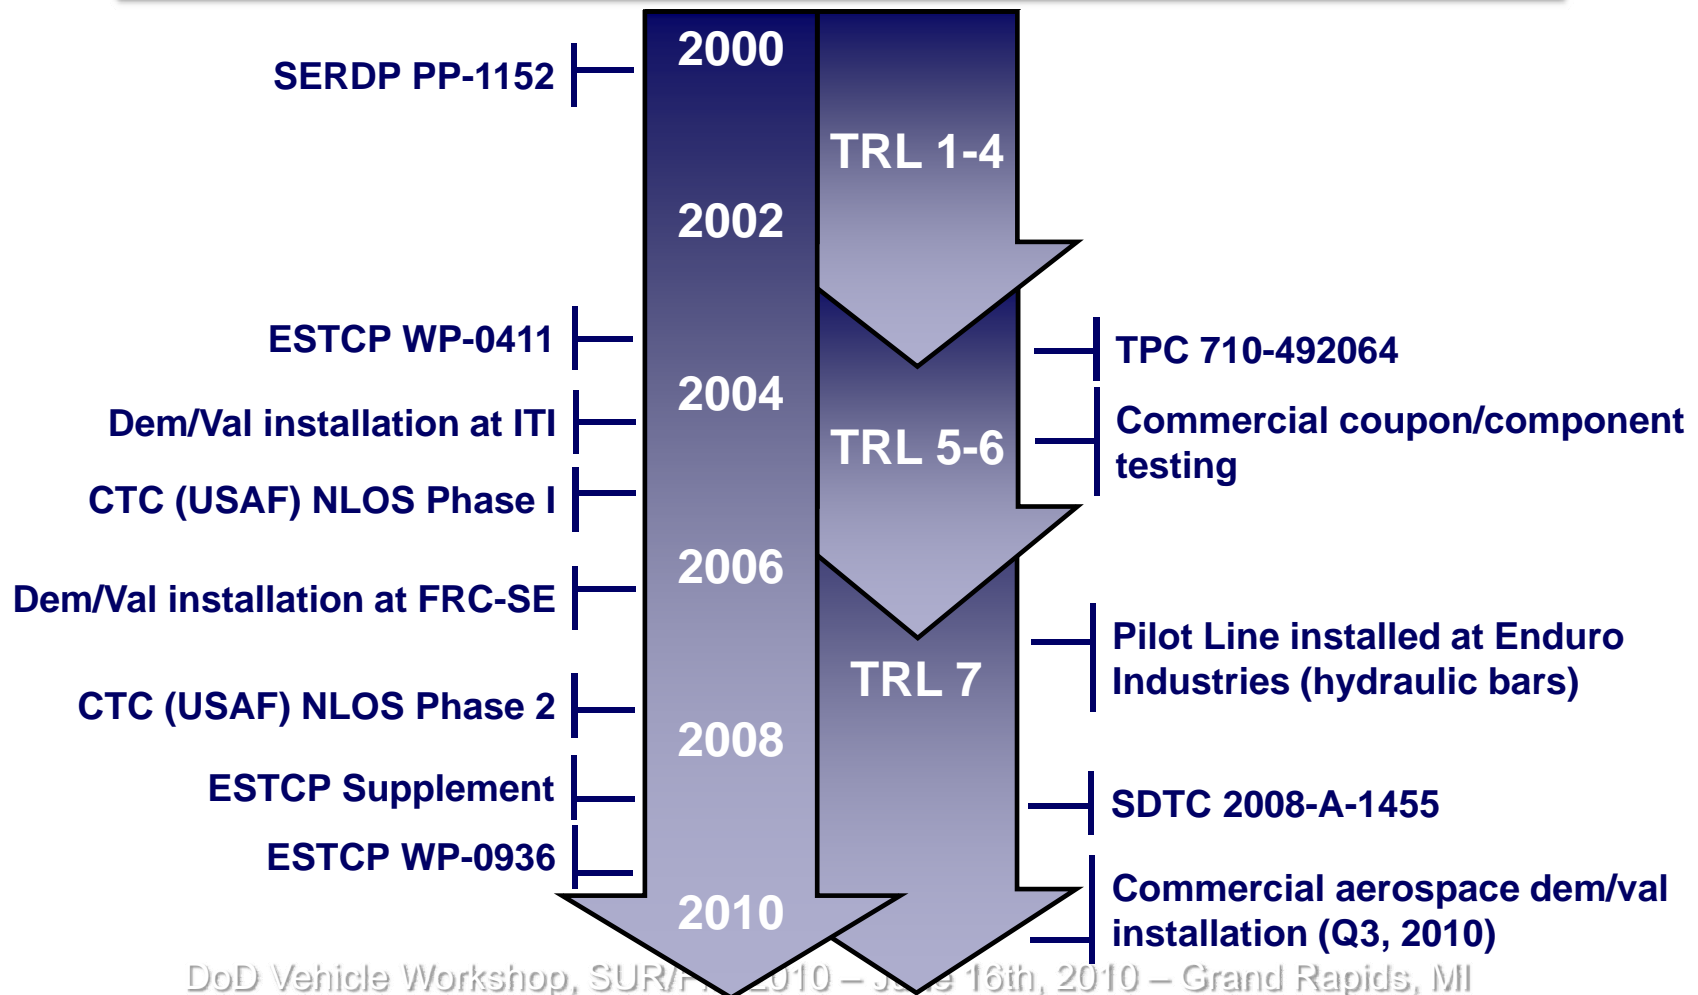 2000
SERDP PP-1152
TRL 1-4
2002
ESTCP WP-0411
TPC 710-492064
2004
Dem/Val installation at ITI
Commercial coupon/component
testing
TRL 5-6
CTC (USAF) NLOS Phase I
2006
Dem/Val installation at FRC-SE
Pilot Line installed at Enduro
Industries (hydraulic bars)
TRL 7
CTC (USAF) NLOS Phase 2
2008
ESTCP Supplement
SDTC 2008-A-1455
ESTCP WP-0936
Commercial aerospace dem/val
installation (Q3, 2010)
2010
DoD Vehicle Workshop, 2010 – 16th, 2010 – Grand Rapids, MI